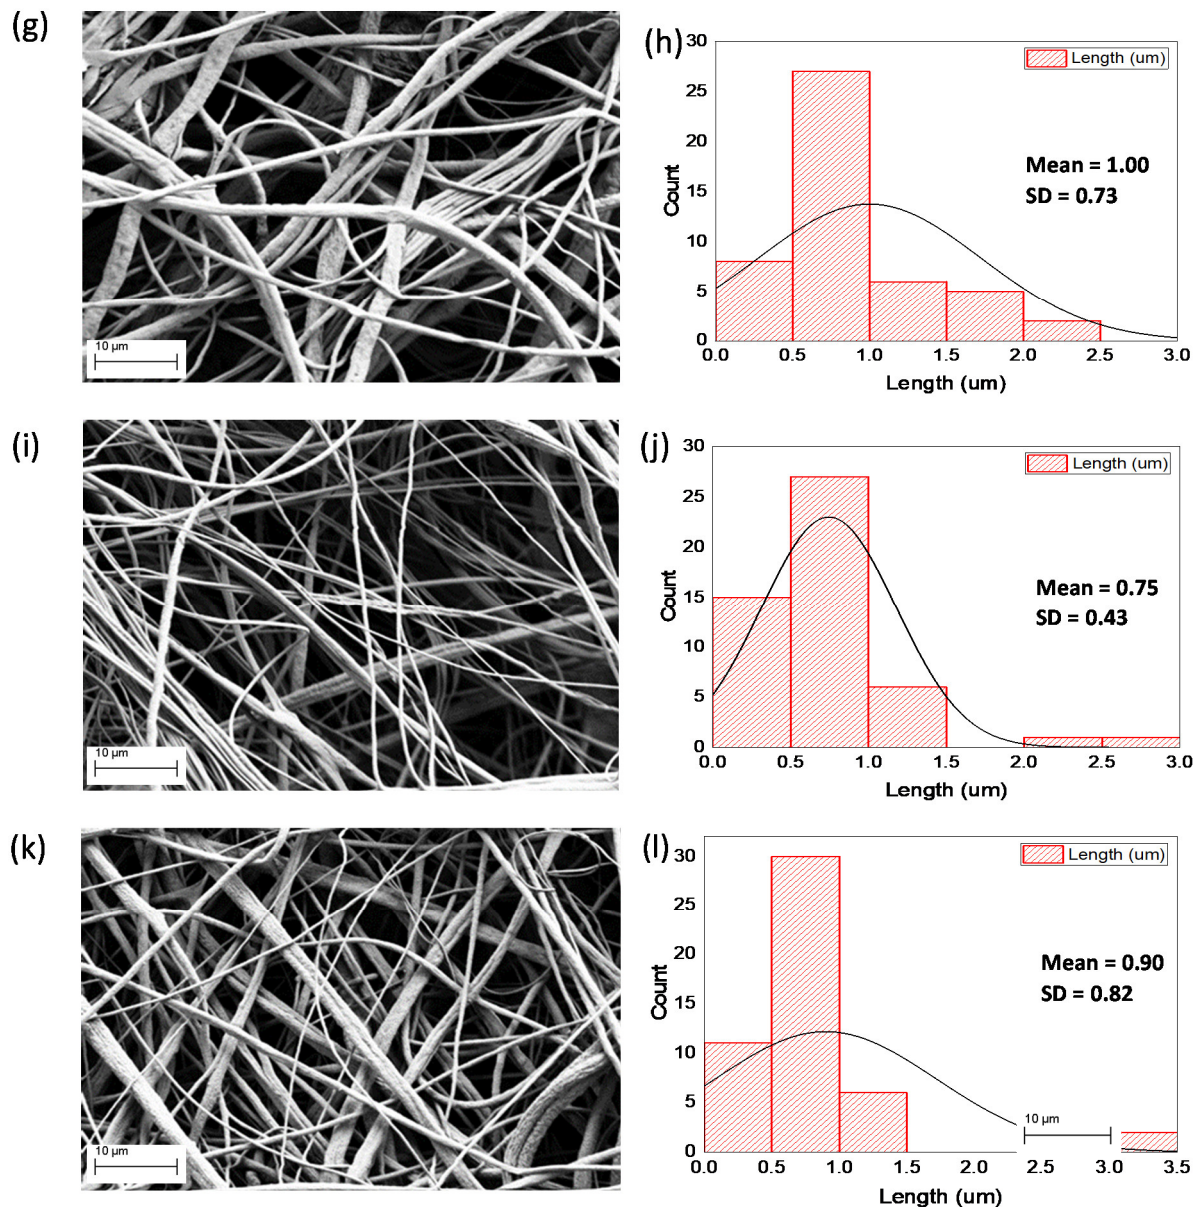 (g)
10 µm
(h)
30
25
20
15
10
5
0
Count
Length (um)
Mean = 1.00
SD = 0.73
0.0 0.5 1.0 1.5 2.0 2.5 3.0
Length (um)
(i)
10 µm
(j)
30
25
20
15
10
5
0
Count
Length (um)
Mean = 0.75
SD = 0.43
0.0 0.5 1.0 1.5 2.0 2.5 3.0
Length (um)
(k)
10 µm
(l)
30
25
20
15
10
5
0
Count
Length (um)
Mean = 0.90
SD = 0.82
10 µm
0.0 0.5 1.0 1.5 2.0 2.5 3.0 3.5
Length (um)